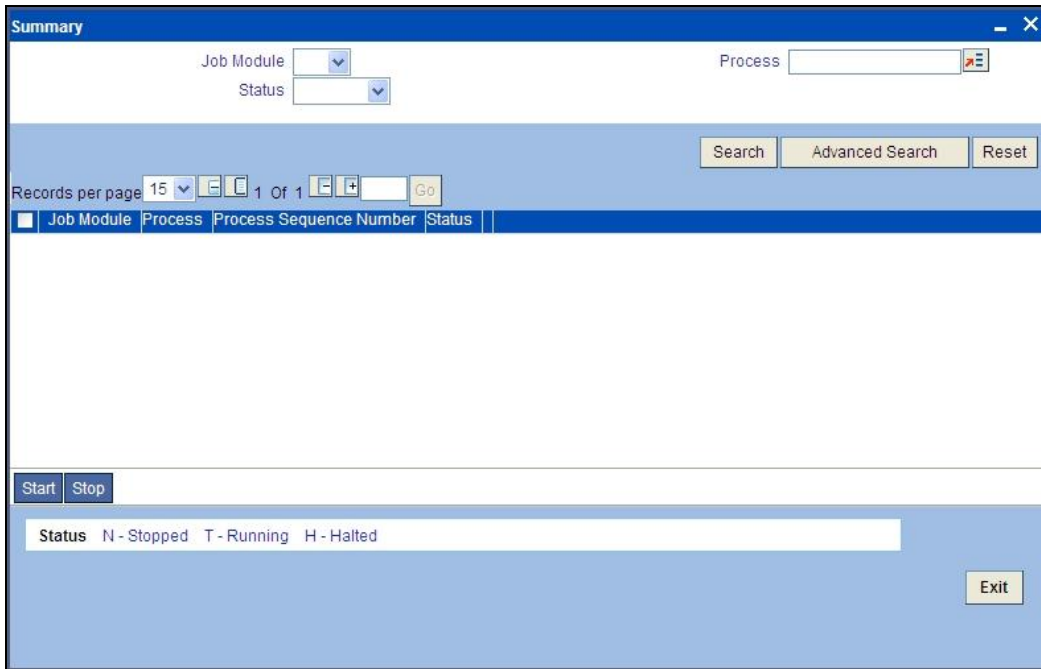 Summary
Job Module
Process
Status
Search Advanced Search Reset
Records per page 15 1 Of 1 Go
Job Module Process Process Sequence Number Status
Start Stop
Status N - Stopped T - Running H - Halted
Exit